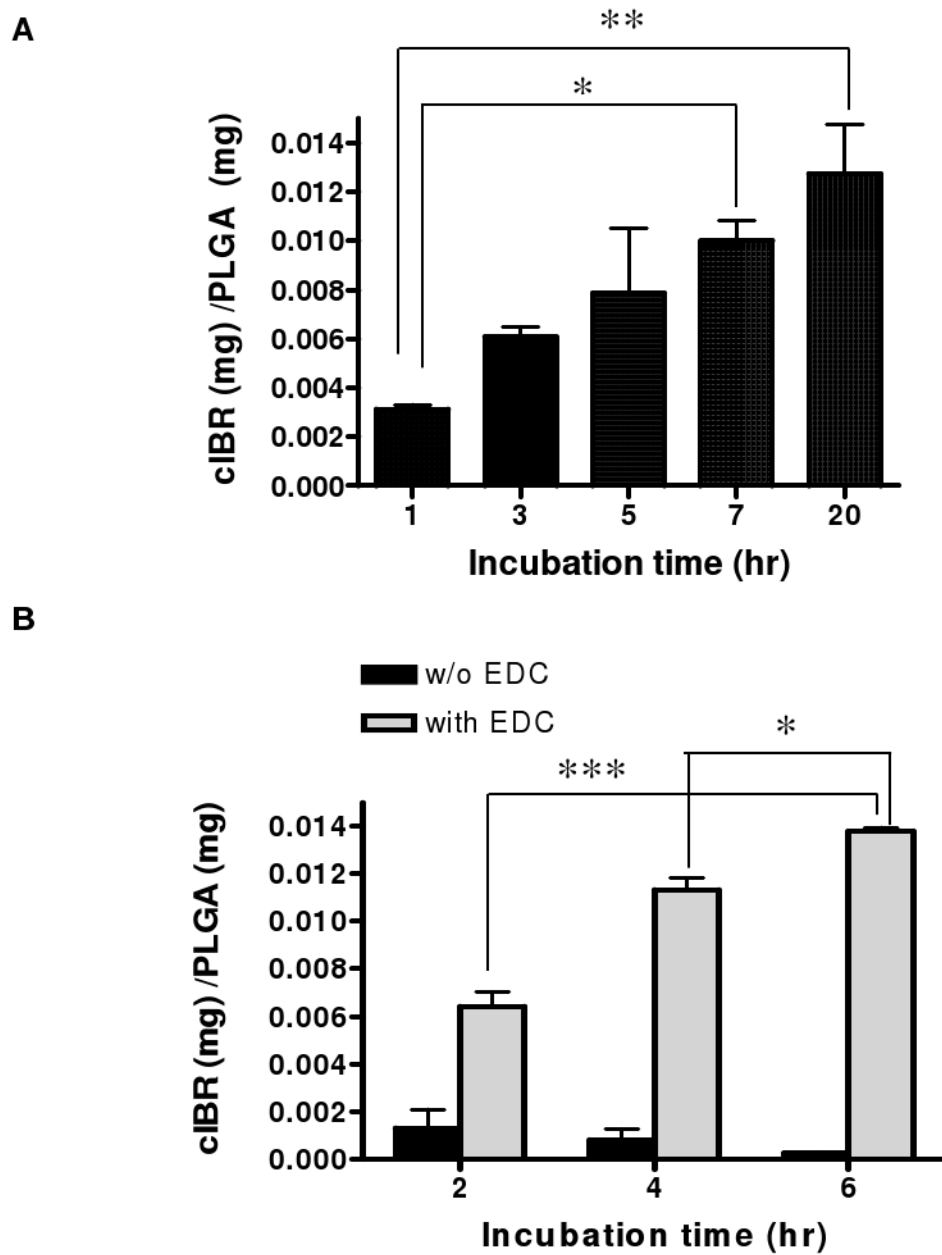 A
**
*
0.014
0.012
0.010
0.008
0.006
0.004
0.002
0.000
cIBR (mg) /PLGA (mg)
1 3 5 7 20
Incubation time (hr)
B
w/o EDC
with EDC
*
***
0.014
0.012
0.010
0.008
0.006
0.004
0.002
0.000
cIBR (mg) /PLGA (mg)
2 4 6
Incubation time (hr)